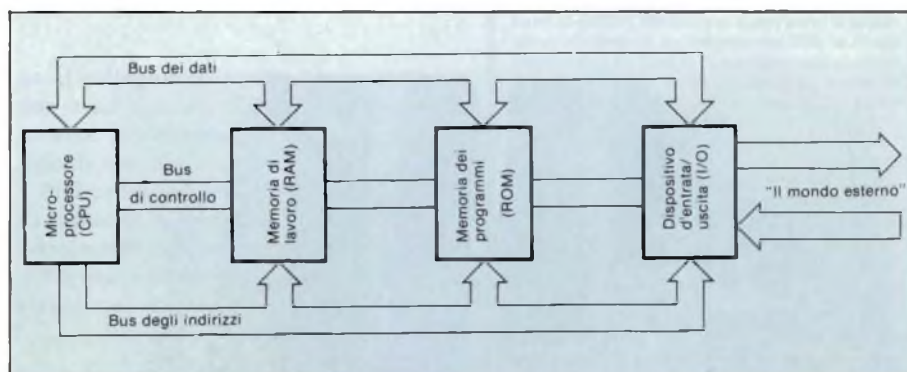 Bus dei dati
Micro-
processore
(CPU)
Bus
di controllo
Memoria di
lavoro (RAM)
Memoria dei
programmi
(ROM)
Dispositivo
d'entrata/
uscita (I/O)
"Il mondo esterno"
Bus degli indirizzi